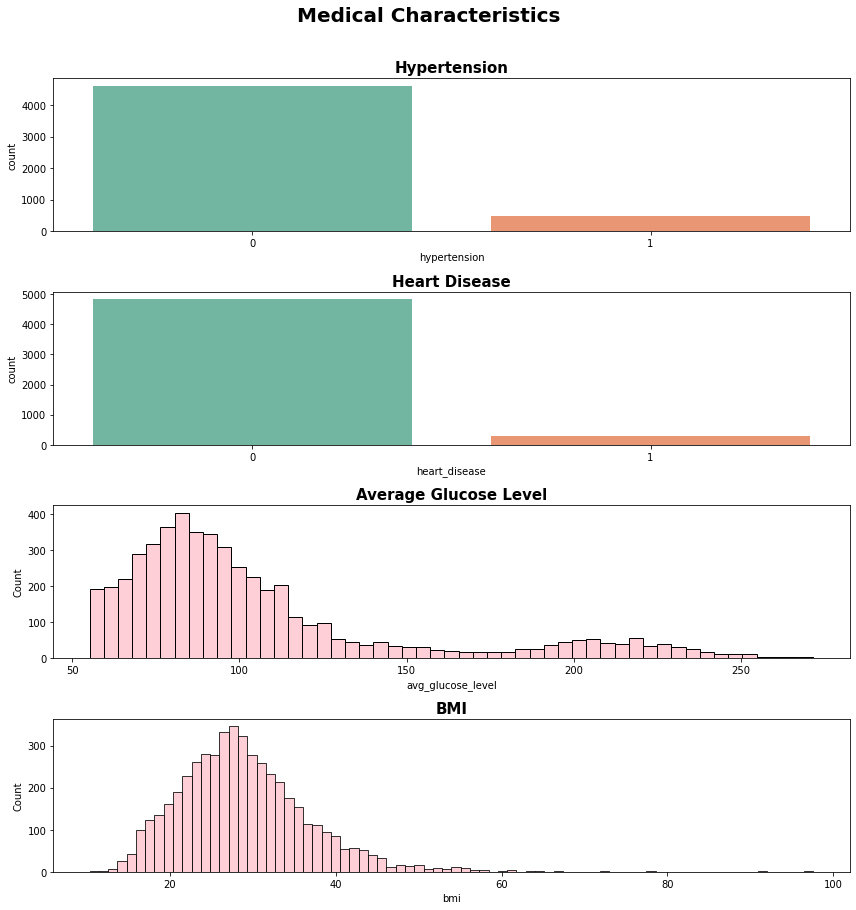 Medical Characteristics
Hypertension
4000
3000
2000
1000
0
count
0 1
hypertension
Heart Disease
5000
4000
3000
2000
1000
0
count
0 1
heart_disease
Average Glucose Level
400
300
200
100
0
Count
50 100 150 200 250
avg_glucose_level
BMI
300
200
100
0
Count
20 40 60 80 100
bmi